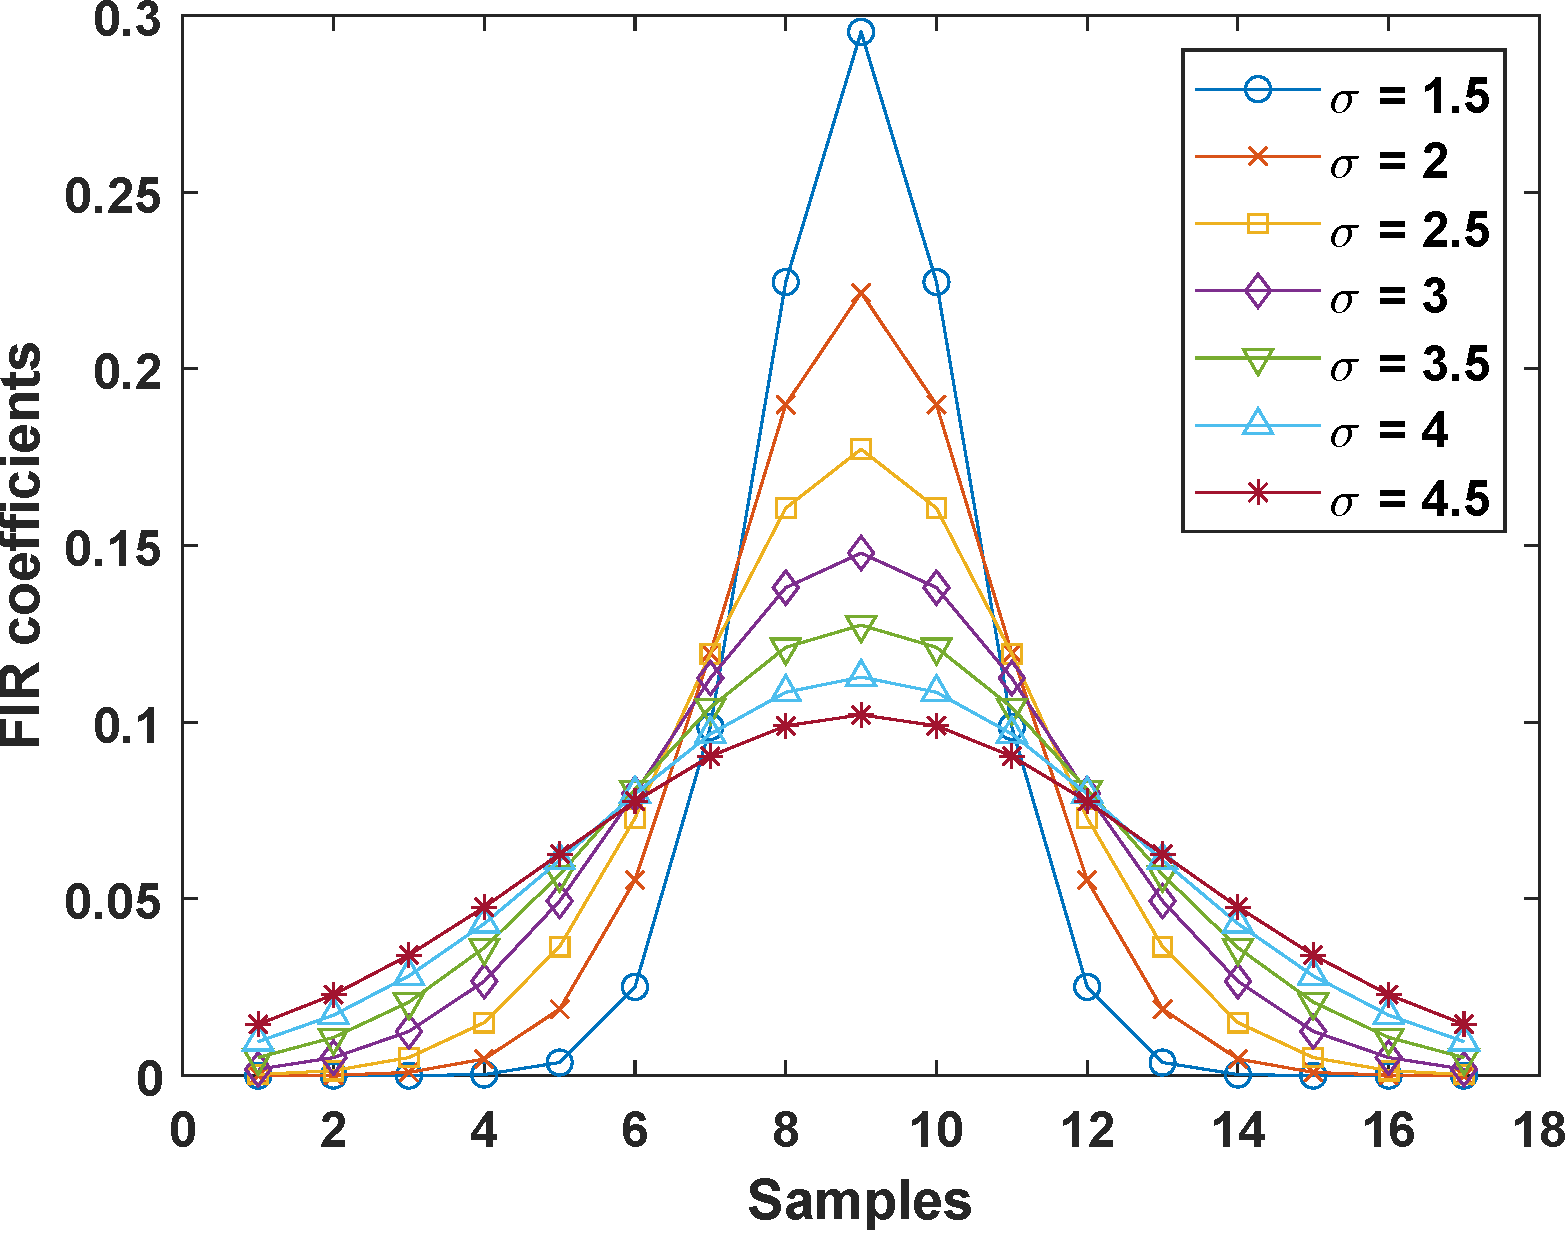 0.3
0.25
0.2
0.15
0.1
0.05
0
0 2 4 6 8 10 12 14 16 18
Samples
FIR coefficients
σ = 1.5
σ = 2
σ = 2.5
σ = 3
σ = 3.5
σ = 4
σ = 4.5